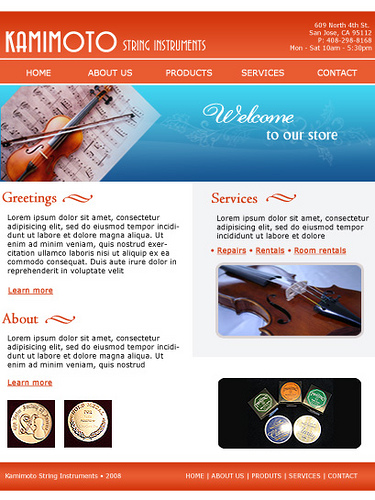 KAMIMOTO STRING INSTRUMENTS
609 North 4th St.
San Jose, CA 95112
P: 408-298-8168
Mon - Sat 10am - 5:30pm
HOME ABOUT US PRODUCTS SERVICES CONTACT
Welcome
to our store
Greetings
Lorem ipsum dolor sit amet, consectetur
adipisicing elit, sed do eiusmod tempor incidi-
dunt ut labore et dolore magna aliqua. Ut
enim ad minim veniam, quis nostrud exer-
citation ullamco laboris nisi ut aliquip ex ea
commodo consequat. Duis aute irure dolor in
reprehenderit in voluptate velit
Learn more
About
Lorem ipsum dolor sit amet, consectetur
adipisicing elit, sed do eiusmod tempor
incididunt ut labore et dolore magna aliqua. Ut
enim ad minim veniam, quis nostrud
Learn more
Services
Lorem ipsum dolor sit amet, consectetur
adipisicing elit, sed do eiusmod tempor
incididunt ut labore et dolore
• Repairs • Rentals • Room rentals
Kamimoto String Instruments • 2008
HOME | ABOUT US | PRODUTS | SERVICES | CONTACT